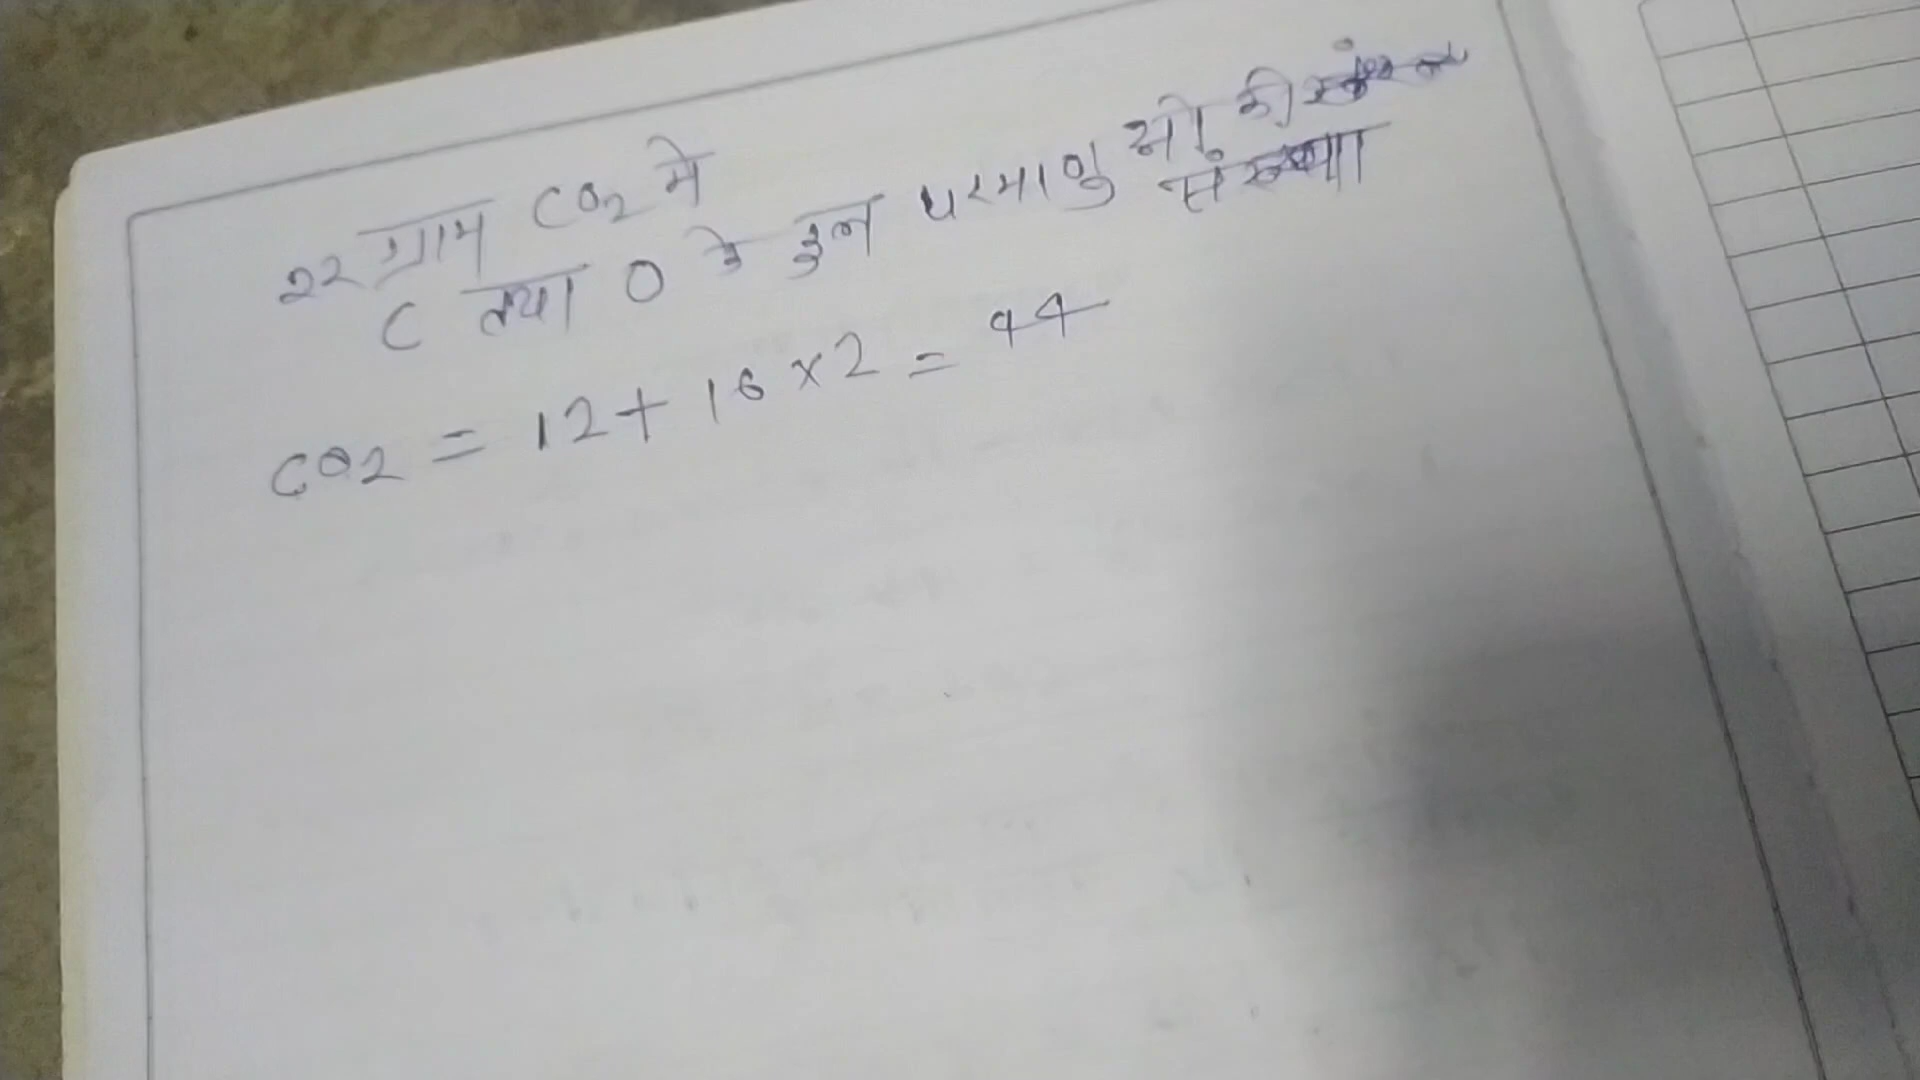 22 ग्राम CO2 मे
C तथा O के कुल परमाणुओ की
संख्या
CO2 = 12 + 16 × 2 = 44